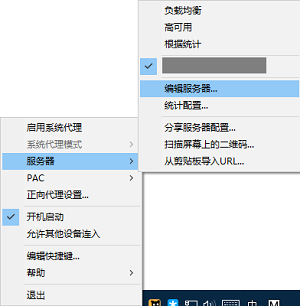 负载均衡
高可用
根据统计
编辑服务器...
统计配置...
分享服务器配置...
扫描屏幕上的二维码...
从剪贴板导入URL...
启用系统代理
系统代理模式
服务器
PAC
正向代理设置...
开机启动
允许其他设备连入
编辑快捷键...
帮助
退出
中
M